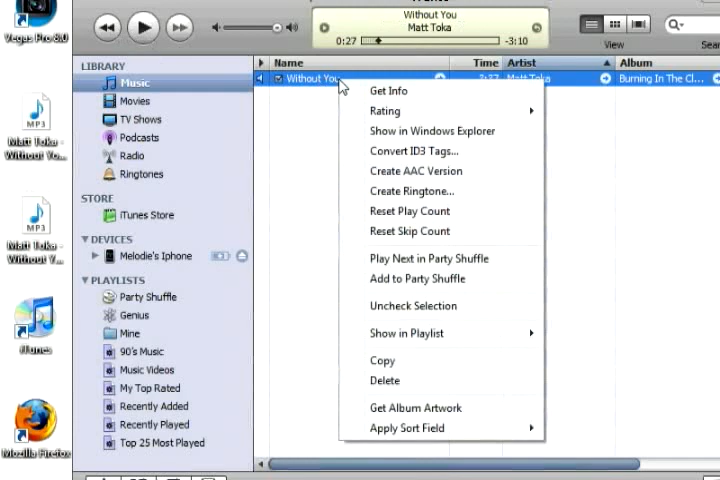 Without You
Matt Toka
0:27
-3:10
View
Vegas Pro 8.0
MP3
Matt Toka -
Without Yo...
MP3
Matt Toka -
Without Y...
iTunes
Mozilla Firefox
LIBRARY
Music
Movies
TV Shows
Podcasts
Radio
Ringtones
STORE
iTunes Store
DEVICES
Melodie's Iphone
PLAYLISTS
Party Shuffle
Genius
Mine
90's Music
Music Videos
My Top Rated
Recently Added
Recently Played
Top 25 Most Played
Name Time Artist Album
Without You 3:37 Matt Toka Burning In The Cl...
Get Info
Rating
Show in Windows Explorer
Convert ID3 Tags...
Create AAC Version
Create Ringtone...
Reset Play Count
Reset Skip Count
Play Next in Party Shuffle
Add to Party Shuffle
Uncheck Selection
Show in Playlist
Copy
Delete
Get Album Artwork
Apply Sort Field